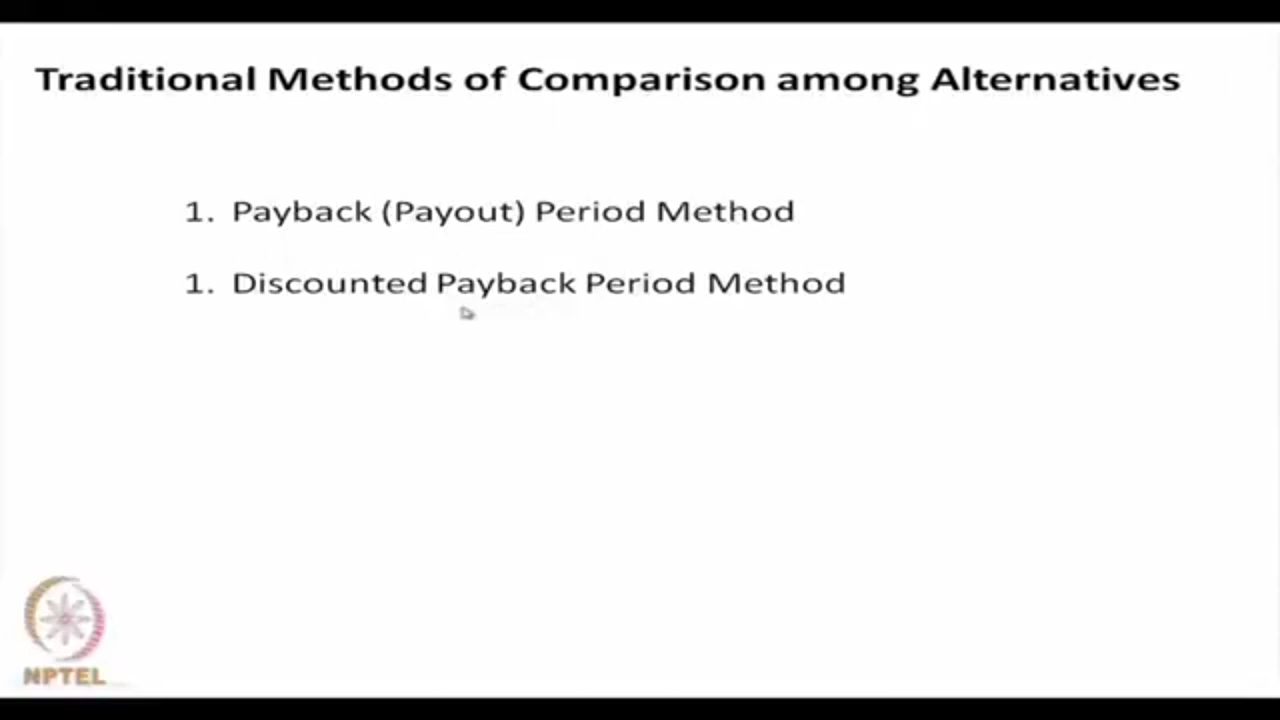 Traditional Methods of Comparison among Alternatives
1. Payback (Payout) Period Method
1. Discounted Payback Period Method
NPTEL